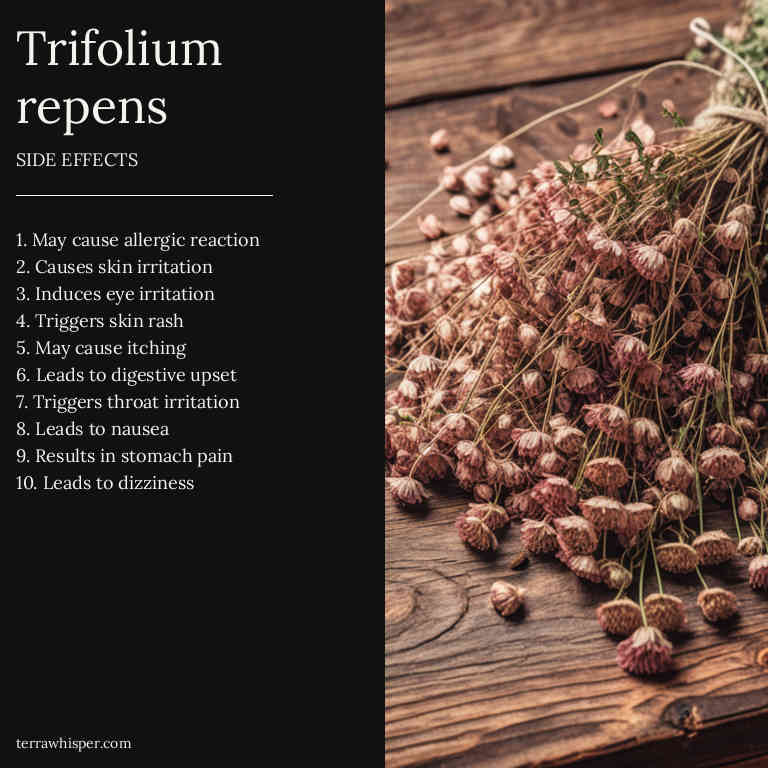 Trifolium
repens
SIDE EFFECTS
1. May cause allergic reaction
2. Causes skin irritation
3. Induces eye irritation
4. Triggers skin rash
5. May cause itching
6. Leads to digestive upset
7. Triggers throat irritation
8. Leads to nausea
9. Results in stomach pain
10. Leads to dizziness
terrawhisper.com